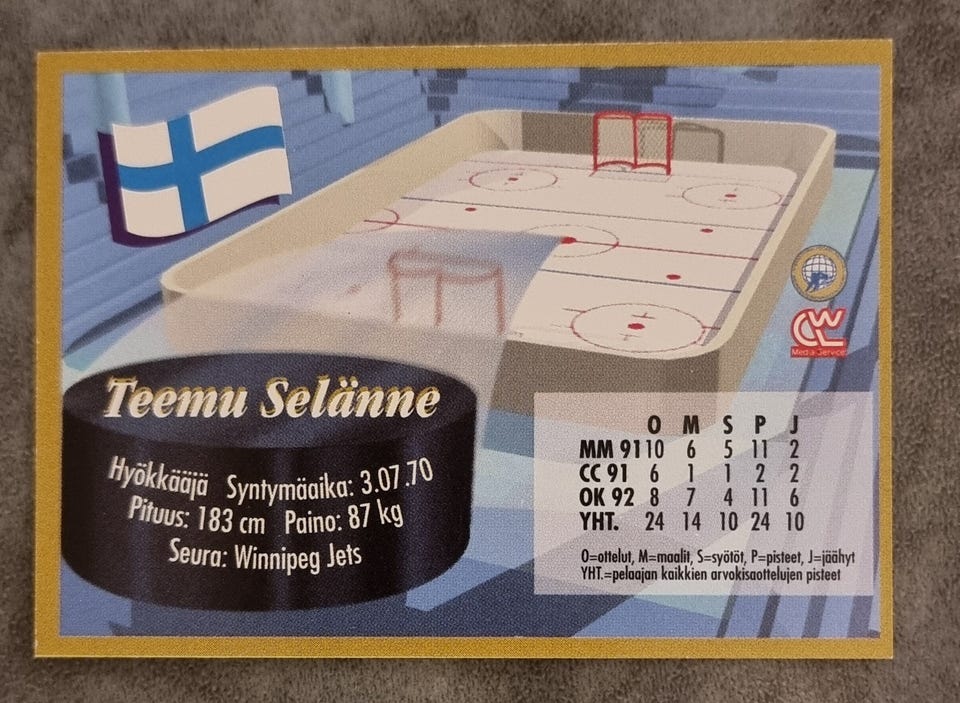 Teemu Selänne
Hyökkääjä Syntymäaika: 3.07.70
Pituus: 183 cm Paino: 87 kg
Seura: Winnipeg Jets
CWL
Media-Service
O M S P J
MM 91 10 6 5 11 2
CC 91 6 1 1 2 2
OK 92 8 7 4 11 6
YHT. 24 14 10 24 10
O=ottelut, M=maalit, S=syötöt, P=pisteet, J=jäähyt
YHT.=pelaajan kaikkien arvokisaottelujen pisteet